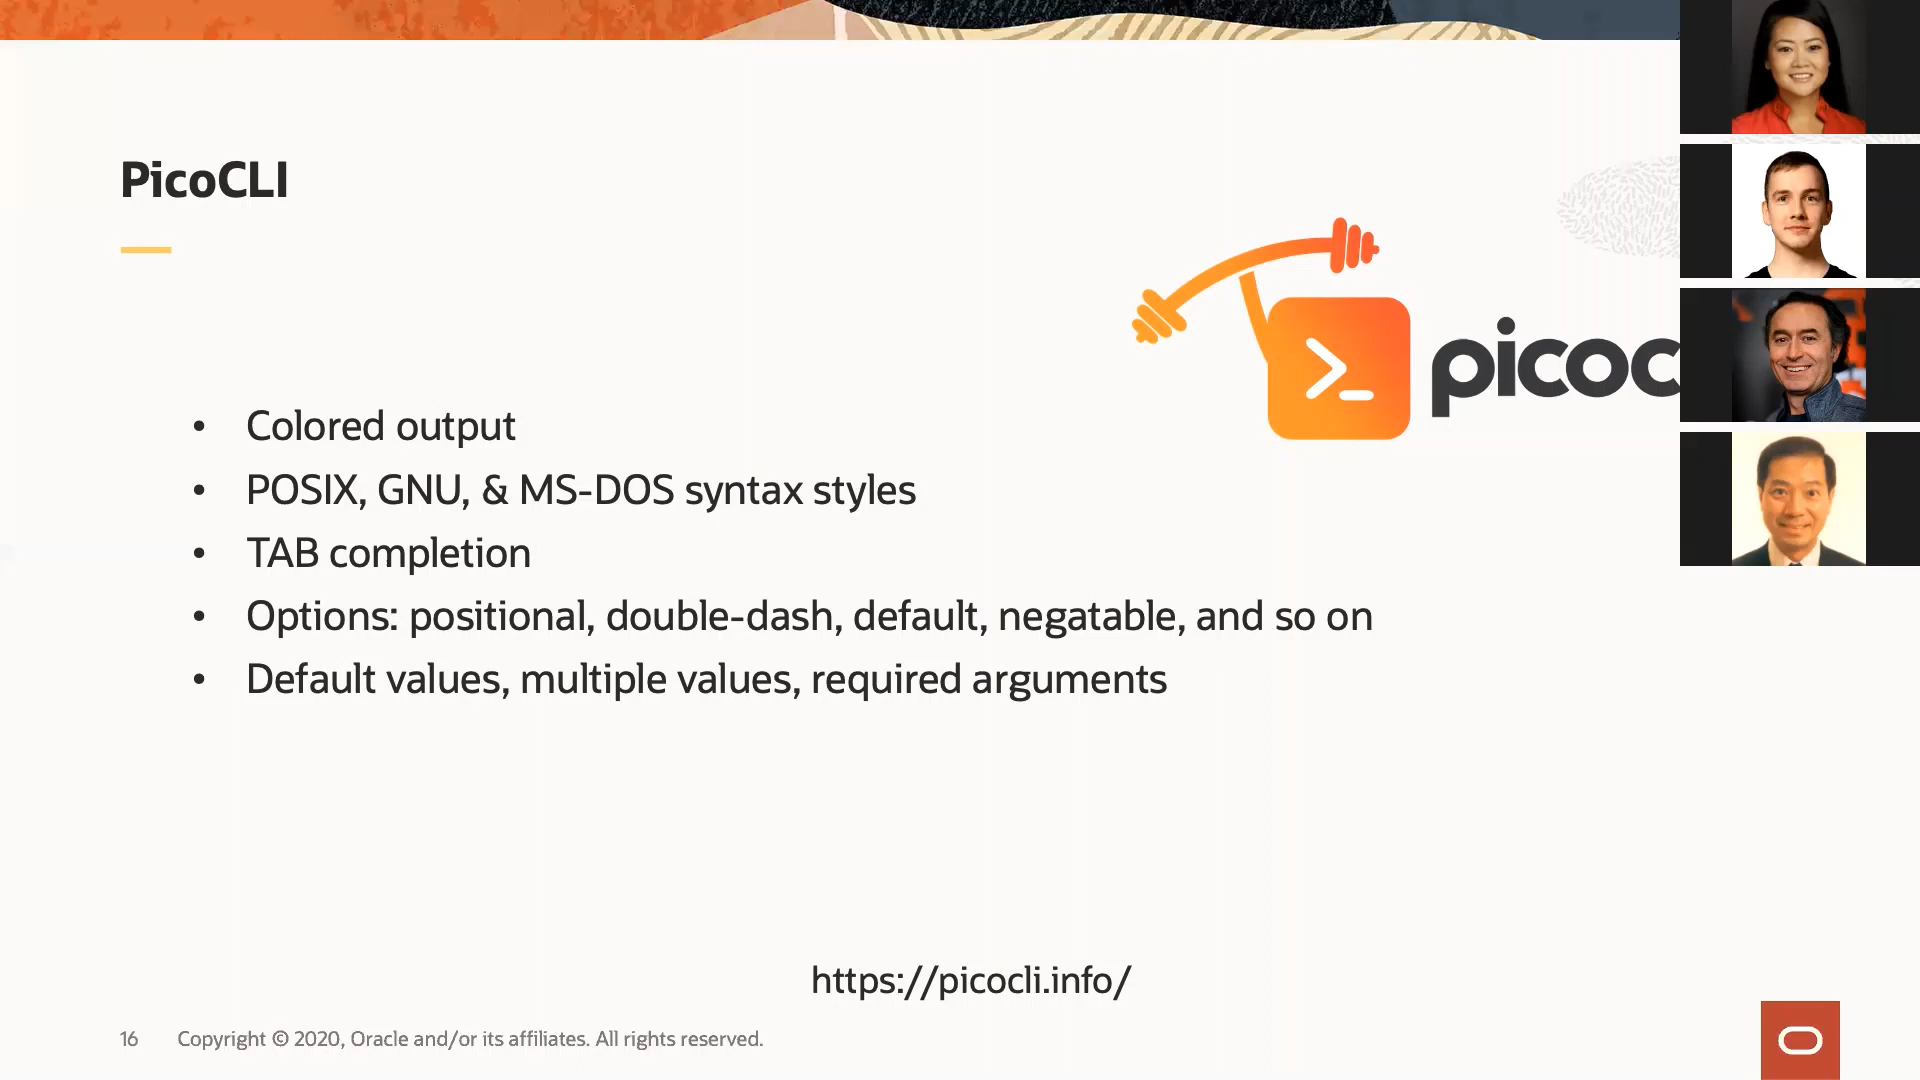 PicoCLI
picoc
• Colored output
• POSIX, GNU, & MS-DOS syntax styles
• TAB completion
• Options: positional, double-dash, default, negatable, and so on
• Default values, multiple values, required arguments
https://picocli.info/
16 Copyright © 2020, Oracle and/or its affiliates. All rights reserved.